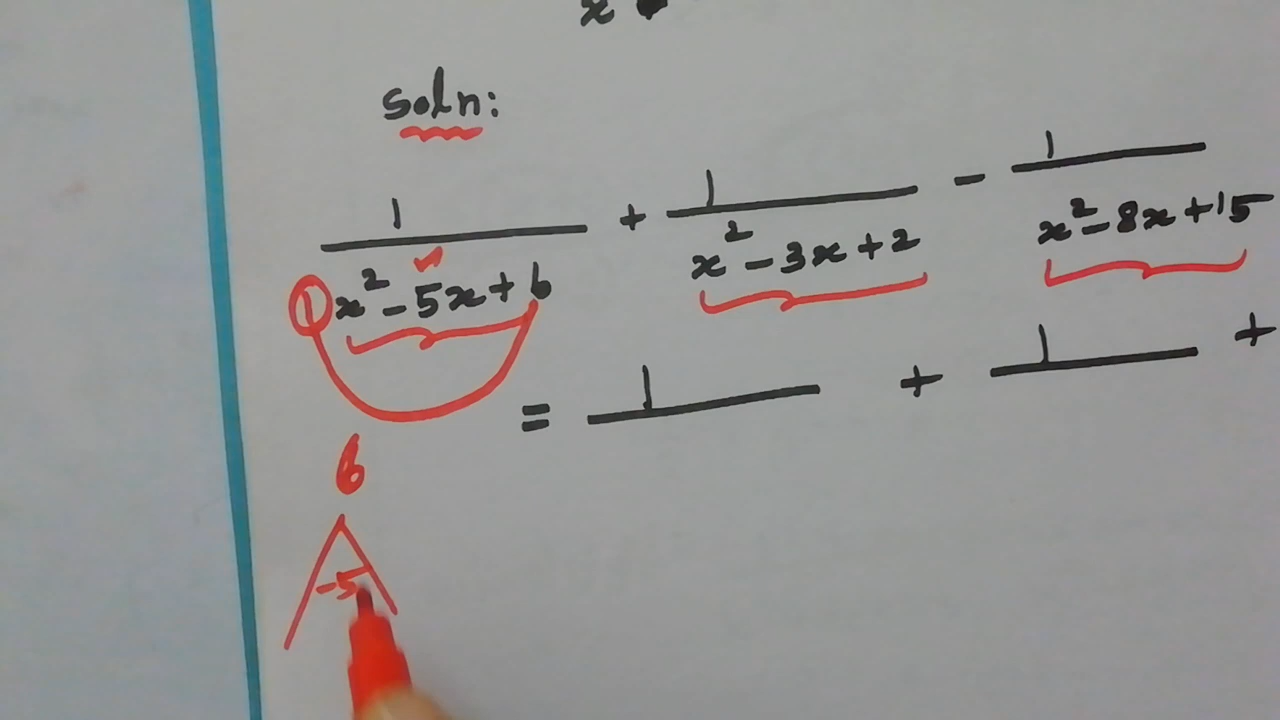 x
Soln:
1/(x² - 5x + 6) + 1/(x² - 3x + 2) - 1/(x² - 8x + 15)
1
= 1/ + 1/ +
6
-5